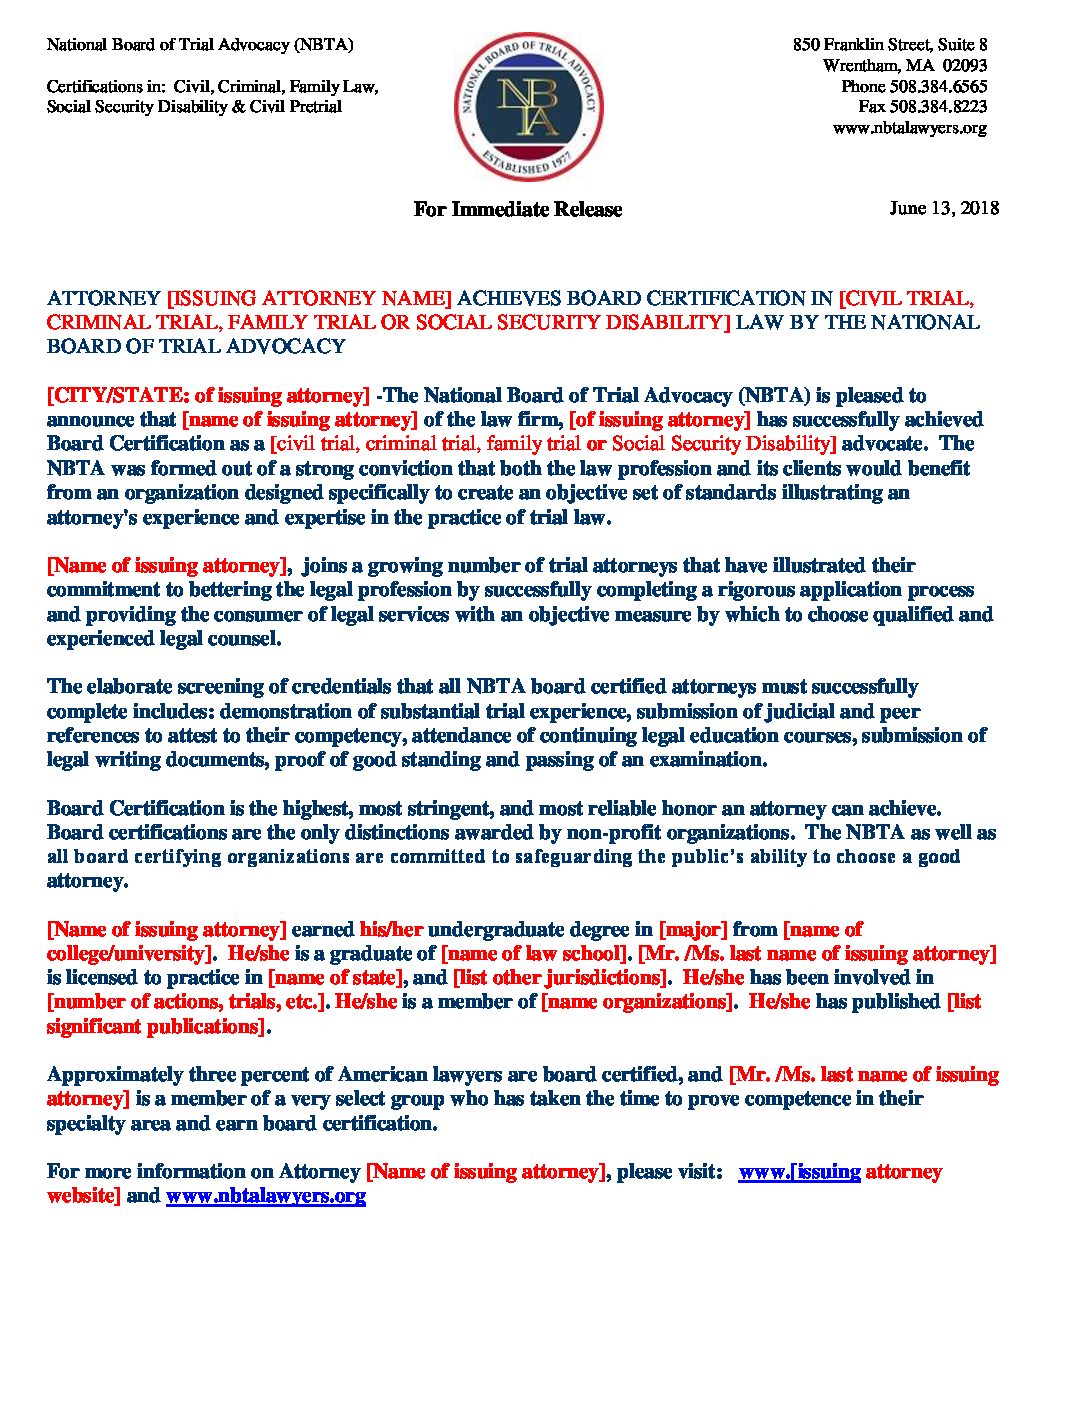 National Board of Trial Advocacy (NBTA)
Certifications in:  Civil, Criminal, Family Law,
Social Security Disability & Civil Pretrial
NATIONAL BOARD OF TRIAL ADVOCACY
NB
TA
ESTABLISHED 1977
850 Franklin Street, Suite 8
Wrentham, MA  02093
Phone 508.384.6565
Fax 508.384.8223
www.nbtalawyers.org
For Immediate Release
June 13, 2018
ATTORNEY [ISSUING ATTORNEY NAME] ACHIEVES BOARD CERTIFICATION IN [CIVIL TRIAL,
CRIMINAL TRIAL, FAMILY TRIAL OR SOCIAL SECURITY DISABILITY] LAW BY THE NATIONAL
BOARD OF TRIAL ADVOCACY
[CITY/STATE: of issuing attorney] -The National Board of Trial Advocacy (NBTA) is pleased to
announce that [name of issuing attorney] of the law firm, [of issuing attorney] has successfully achieved
Board Certification as a [civil trial, criminal trial, family trial or Social Security Disability] advocate.  The
NBTA was formed out of a strong conviction that both the law profession and its clients would benefit
from an organization designed specifically to create an objective set of standards illustrating an
attorney's experience and expertise in the practice of trial law.
[Name of issuing attorney],  joins a growing number of trial attorneys that have illustrated their
commitment to bettering the legal profession by successfully completing a rigorous application process
and providing the consumer of legal services with an objective measure by which to choose qualified and
experienced legal counsel.
The elaborate screening of credentials that all NBTA board certified attorneys must successfully
complete includes: demonstration of substantial trial experience, submission of judicial and peer
references to attest to their competency, attendance of continuing legal education courses, submission of
legal writing documents, proof of good standing and passing of an examination.
Board Certification is the highest, most stringent, and most reliable honor an attorney can achieve.
Board certifications are the only distinctions awarded by non-profit organizations.  The NBTA as well as
all board certifying organizations are committed to safeguarding the public’s ability to choose a good
attorney.
[Name of issuing attorney] earned his/her undergraduate degree in [major] from [name of
college/university].  He/she is a graduate of [name of law school]. [Mr. /Ms. last name of issuing attorney]
is licensed to practice in [name of state], and [list other jurisdictions].  He/she has been involved in
[number of actions, trials, etc.]. He/she is a member of [name organizations].  He/she has published [list
significant publications].
Approximately three percent of American lawyers are board certified, and [Mr. /Ms. last name of issuing
attorney] is a member of a very select group who has taken the time to prove competence in their
specialty area and earn board certification.
For more information on Attorney [Name of issuing attorney], please visit:   www.[issuing attorney
website] and www.nbtalawyers.org